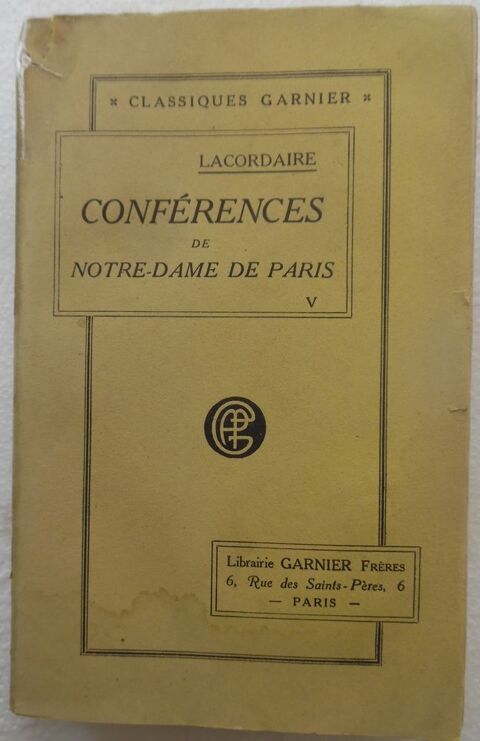 CLASSIQUES GARNIER
LACORDAIRE
CONFÉRENCES
DE
NOTRE-DAME DE PARIS
V
Librairie GARNIER FRÈRES
6, Rue des Saints-Pères, 6
— PARIS —